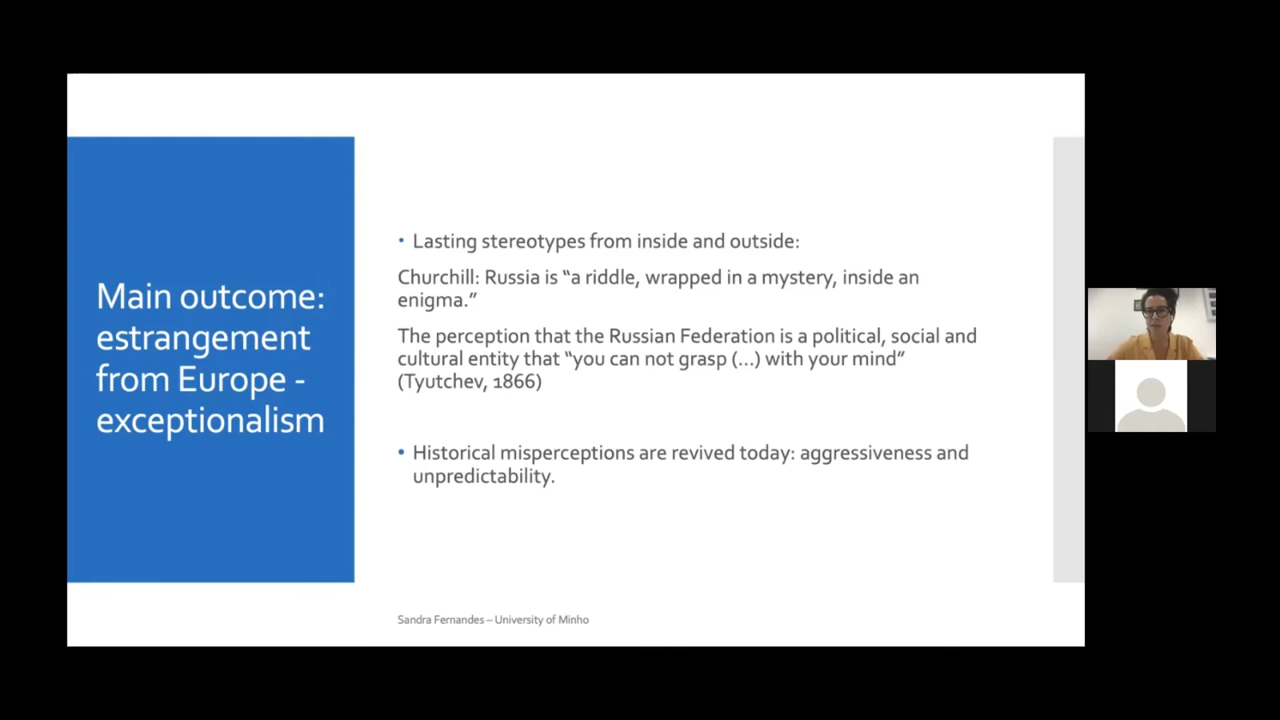 Main outcome:
estrangement
from Europe -
exceptionalism
• Lasting stereotypes from inside and outside:
Churchill: Russia is “a riddle, wrapped in a mystery, inside an
enigma.”
The perception that the Russian Federation is a political, social and
cultural entity that “you can not grasp (...) with your mind”
(Tyutchev, 1866)
• Historical misperceptions are revived today: aggressiveness and
unpredictability.
Sandra Fernandes – University of Minho